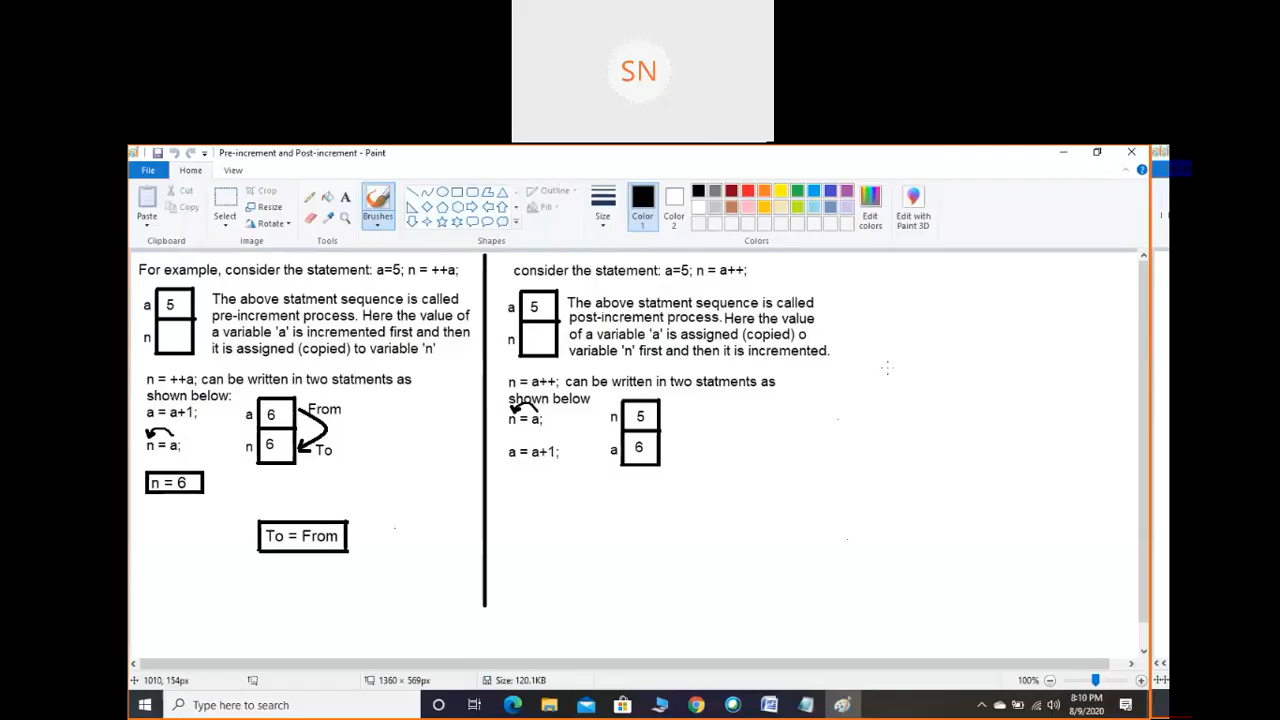 SN
Pre-increment and Post-increment - Paint
File
Home
View
Paste
Cut
Copy
Clipboard
Select
Crop
Resize
Rotate
Image
Tools
Brushes
Shapes
Outline
Fill
Size
Color 1
Color 2
Edit colors
Colors
Edit with Paint 3D
For example, consider the statement: a=5; n = ++a;
a 5
n
The above statment sequence is called
pre-increment process. Here the value of
a variable 'a' is incremented first and then
it is assigned (copied) to variable 'n'
n = ++a; can be written in two statments as
shown below:
a = a+1;
n = a;
a 6 From
n 6 To
n = 6
To = From
consider the statement: a=5; n = a++;
a 5
n
The above statment sequence is called
post-increment process. Here the value
of a variable 'a' is assigned (copied) o
variable 'n' first and then it is incremented.
n = a++; can be written in two statments as
shown below
n = a;
a = a+1;
n 5
a 6
1010, 154px
1360 × 569px
Size: 120.1KB
100%
Type here to search
8:10 PM
8/9/2020